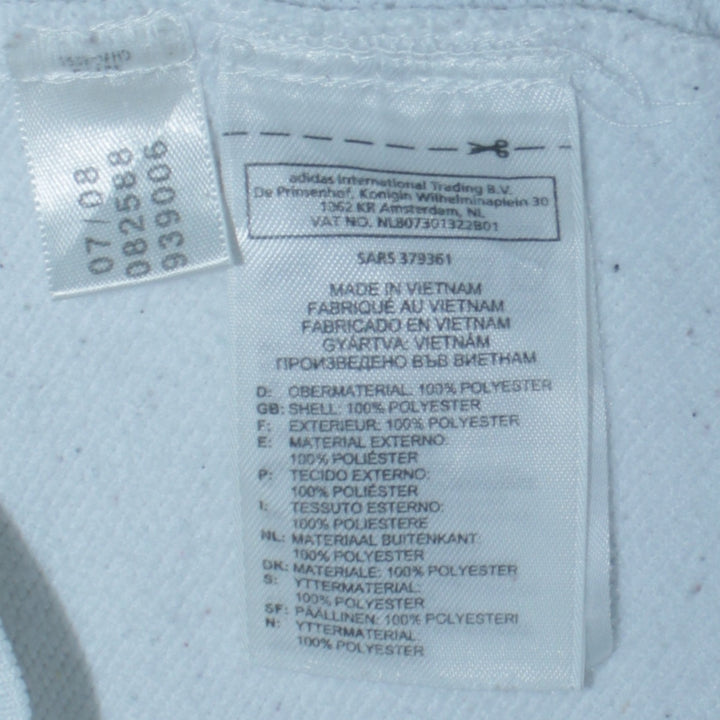 07/08
082588
939006
adidas International Trading B.V.
De Prinsenhof, Konigin Wilhelminaplein 30
1062 KR Amsterdam, NL
VAT NO. NL807301322B01
SARS 379361
MADE IN VIETNAM
FABRIQUÉ AU VIETNAM
FABRICADO EN VIETNAM
GYÁRTVA: VIETNÁM
ПРОИЗВЕДЕНО ВЪВ ВИЕТНАМ
D: OBERMATERIAL: 100% POLYESTER
GB: SHELL: 100% POLYESTER
F: EXTERIEUR: 100% POLYESTER
E: MATERIAL EXTERNO:
100% POLIÉSTER
P: TECIDO EXTERNO:
100% POLIÉSTER
I: TESSUTO ESTERNO:
100% POLIESTERE
NL: MATERIAAL BUITENKANT:
100% POLYESTER
DK: MATERIALE: 100% POLYESTER
S: YTTERMATERIAL:
100% POLYESTER
SF: PÄÄLLINEN: 100% POLYESTERI
N: YTTERMATERIAL:
100% POLYESTER